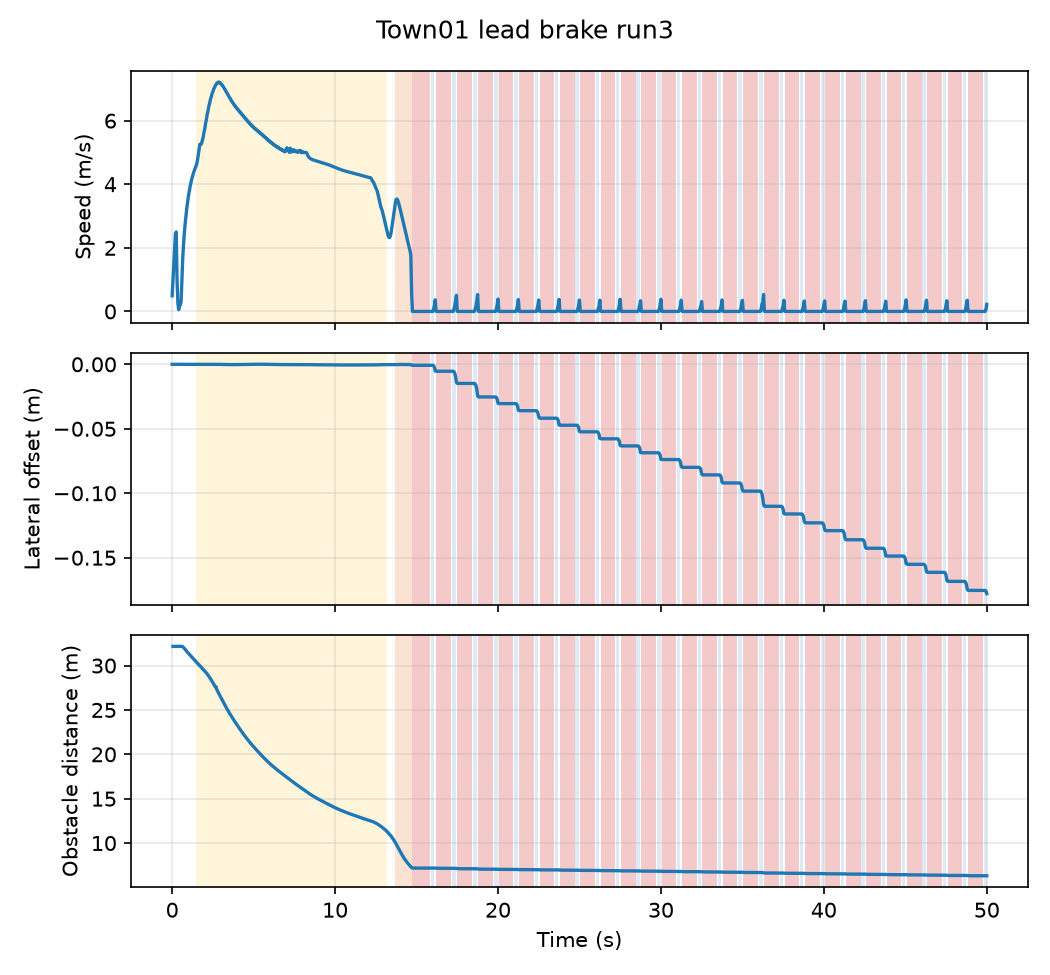 Town01 lead brake run3
Speed (m/s)
6
4
2
0
Lateral offset (m)
0.00
−0.05
−0.10
−0.15
Obstacle distance (m)
30
25
20
15
10
0 10 20 30 40 50
Time (s)